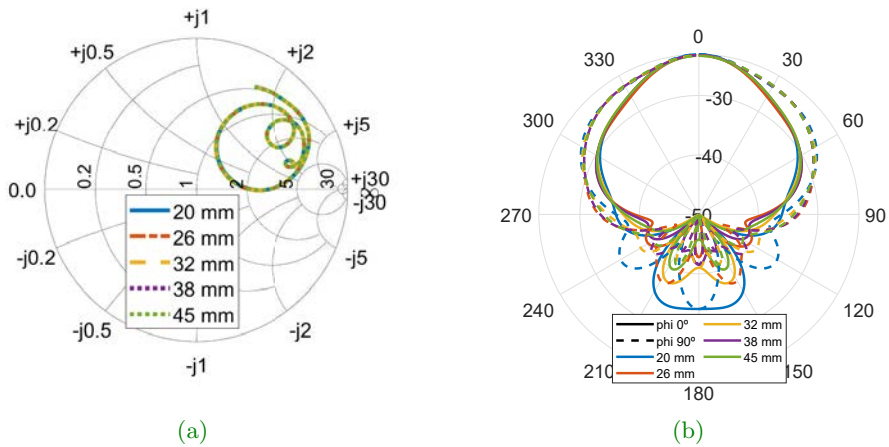 +j1
+j0.5
+j2
+j0.2
+j5
0.0
0.2
0.5
1
2
5
30
+j30
-j30
-j0.2
-j5
-j0.5
-j2
-j1
20 mm
26 mm
32 mm
38 mm
45 mm
(a)
0
330
30
-30
300
60
-40
270
-50
90
240
120
210
150
180
phi 0º
phi 90º
20 mm
26 mm
32 mm
38 mm
45 mm
(b)